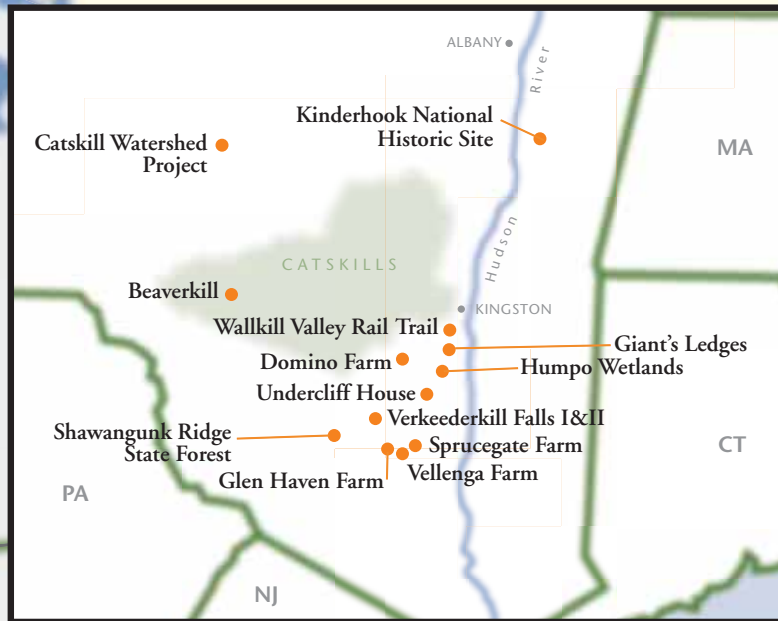 ALBANY
River
Kinderhook National
Historic Site
Catskill Watershed
Project
MA
Hudson
CATSKILLS
Beaverkill
KINGSTON
Wallkill Valley Rail Trail
Giant's Ledges
Domino Farm
Humpo Wetlands
Undercliff House
Verkeederkill Falls I&II
Shawangunk Ridge
State Forest
Sprucegate Farm
CT
Vellenga Farm
Glen Haven Farm
PA
NJ